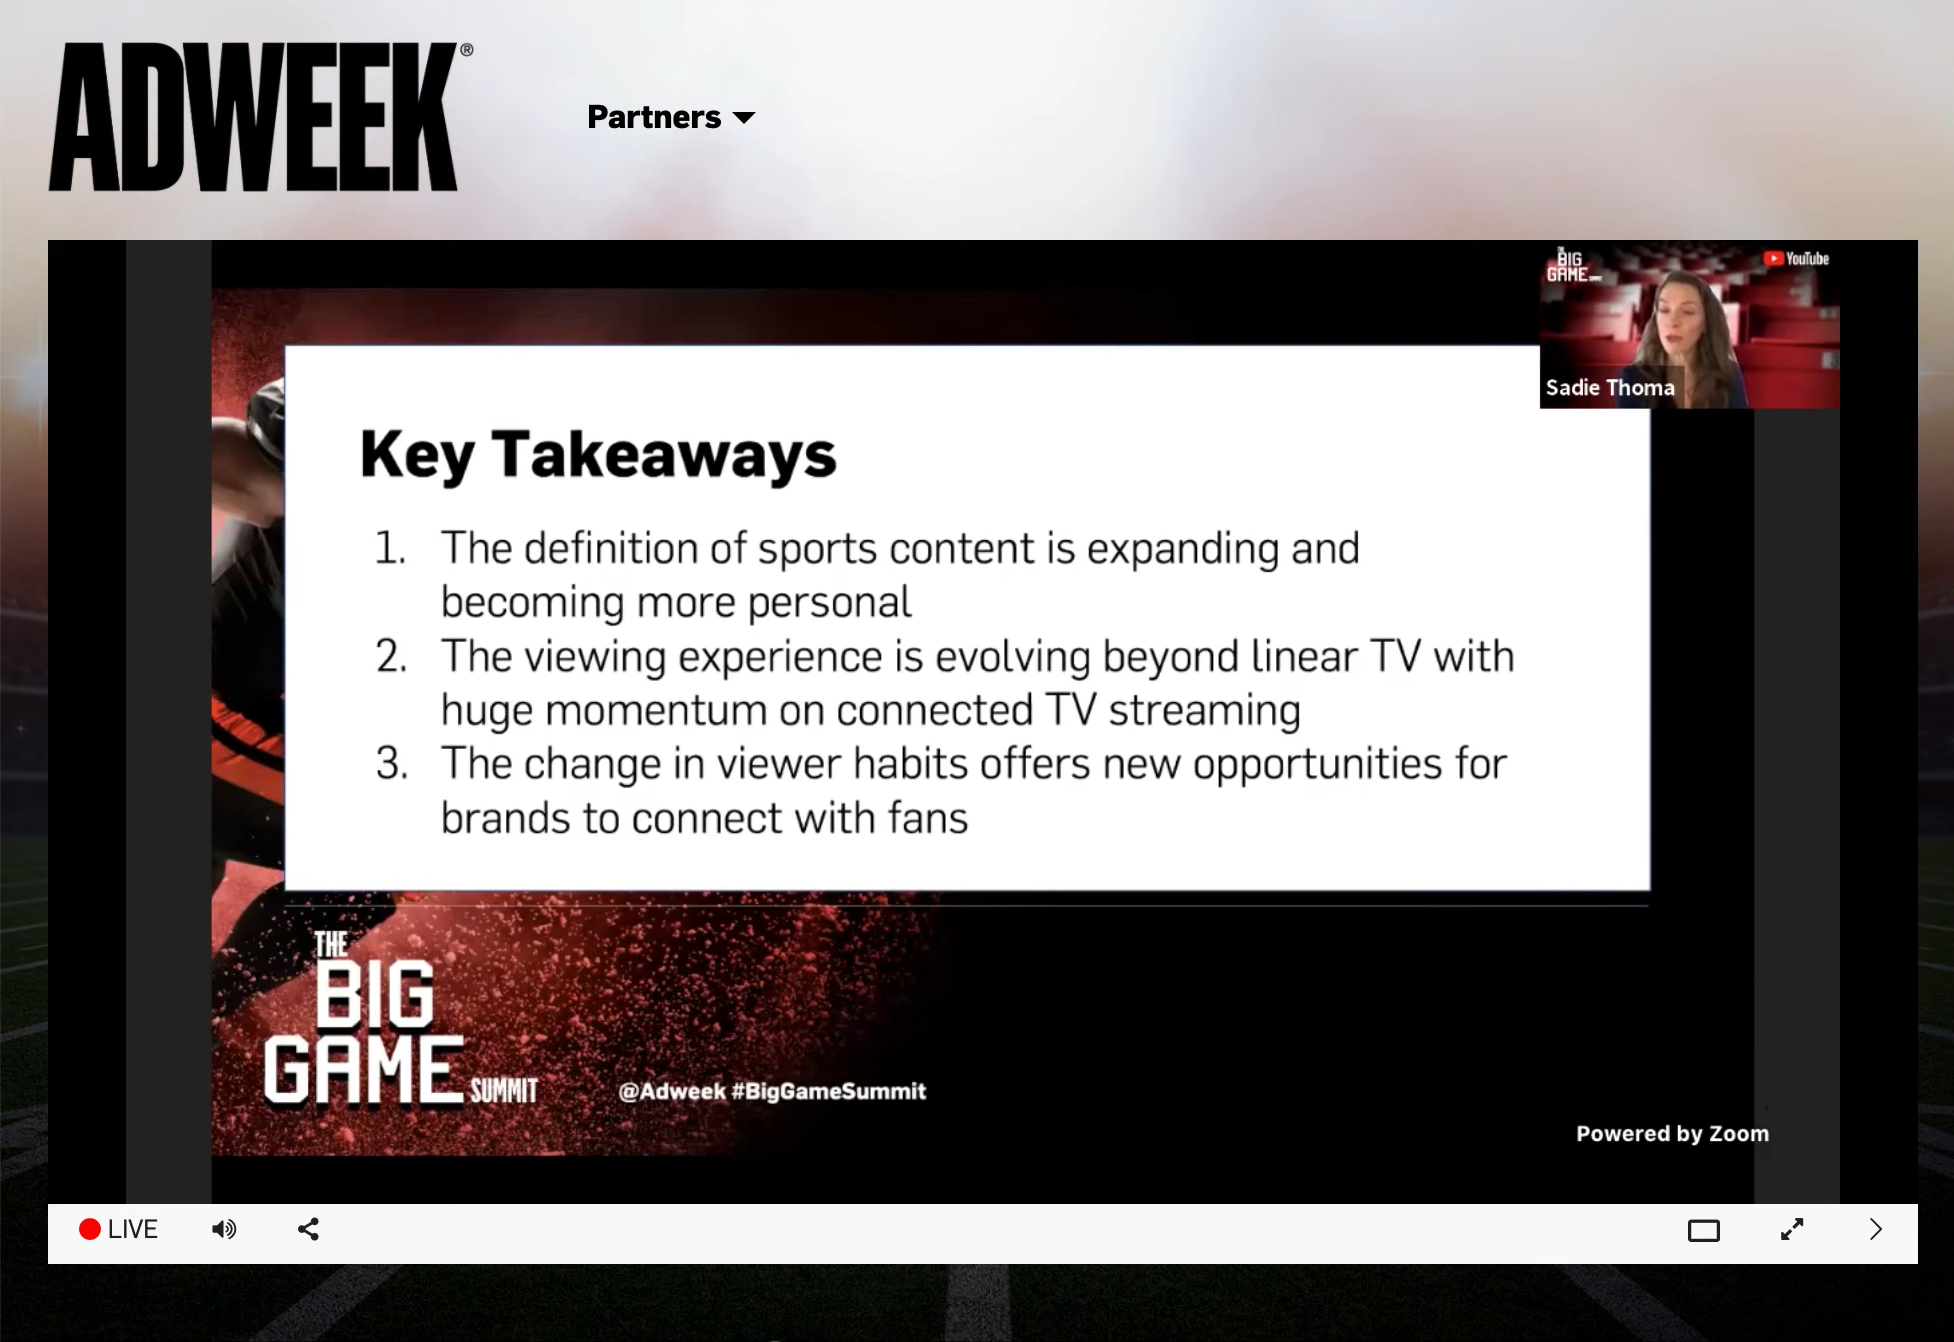 ADWEEK®
Partners
THE
BIG
GAME
YouTube
Sadie Thoma
Key Takeaways
1. The definition of sports content is expanding and
becoming more personal
2. The viewing experience is evolving beyond linear TV with
huge momentum on connected TV streaming
3. The change in viewer habits offers new opportunities for
brands to connect with fans
THE
BIG
GAME SUMMIT
@Adweek #BigGameSummit
Powered by Zoom
LIVE